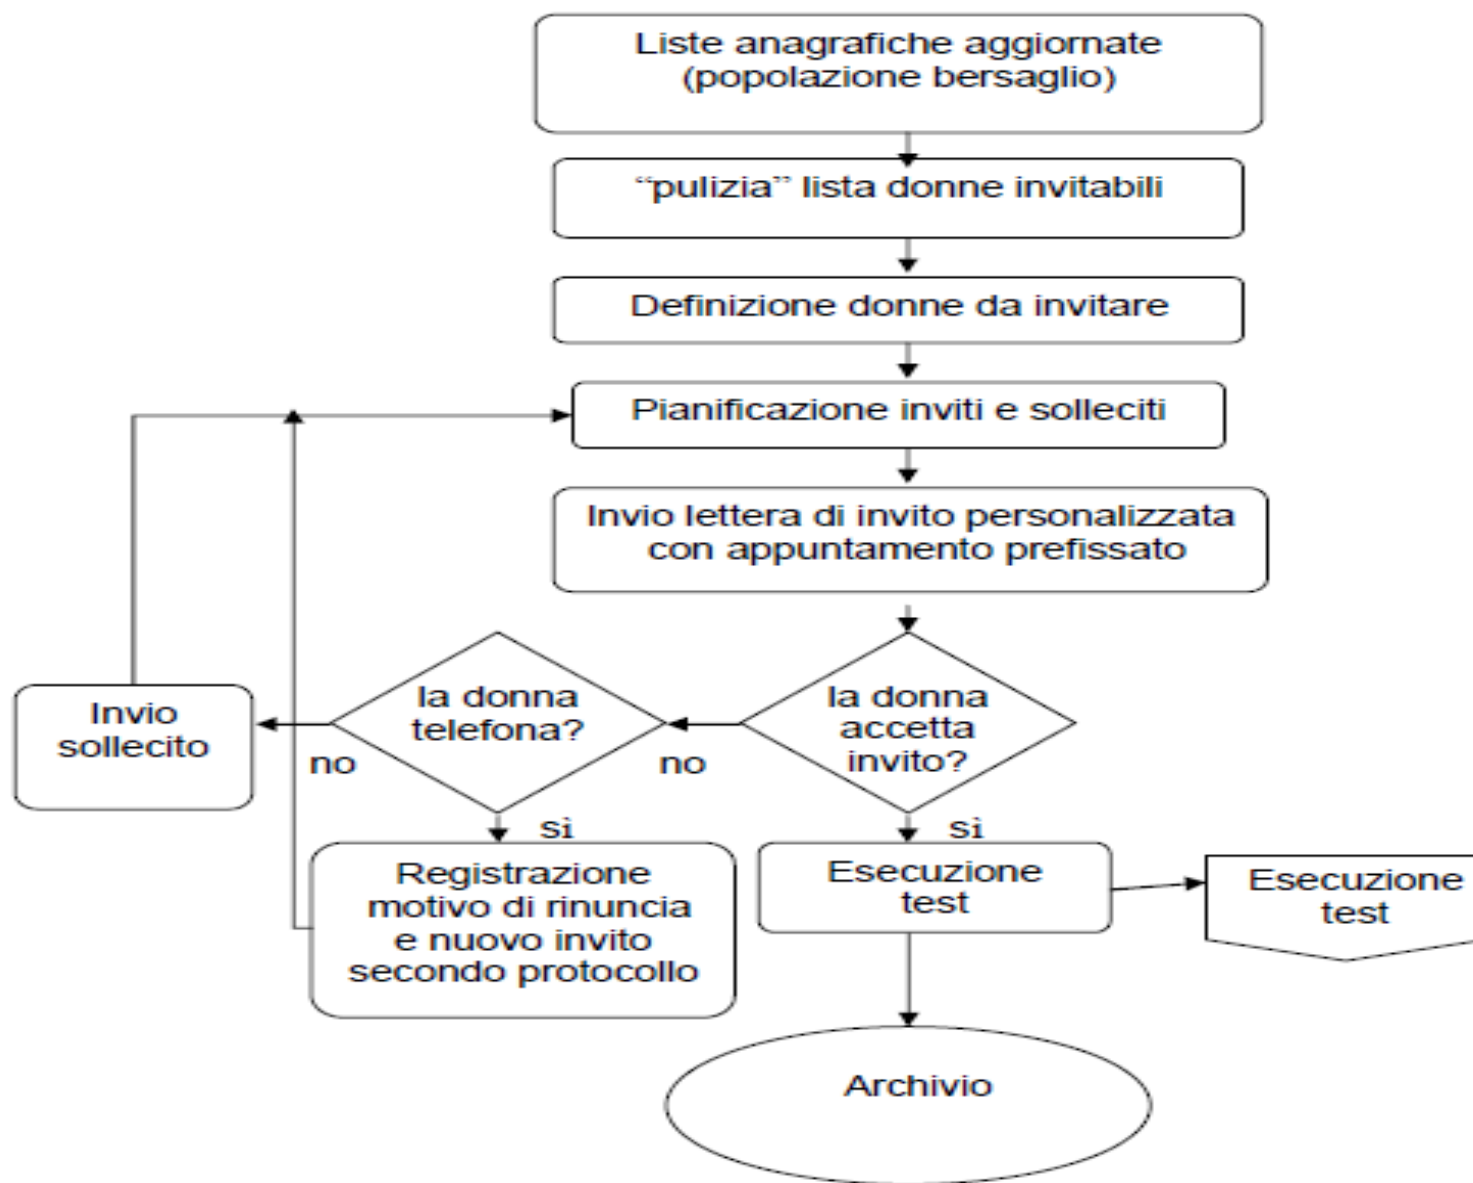 Liste anagrafiche aggiornate
(popolazione bersaglio)
“pulizia” lista donne invitabili
Definizione donne da invitare
Pianificazione inviti e solleciti
Invio lettera di invito personalizzata
con appuntamento prefissato
la donna
accetta
invito?
la donna
telefona?
Invio
sollecito
no
no
sì
sì
Registrazione
motivo di rinuncia
e nuovo invito
secondo protocollo
Esecuzione
test
Esecuzione
test
Archivio